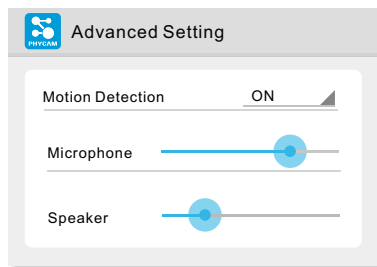 PHYCAM
Advanced Setting
Motion Detection ON
Microphone
Speaker